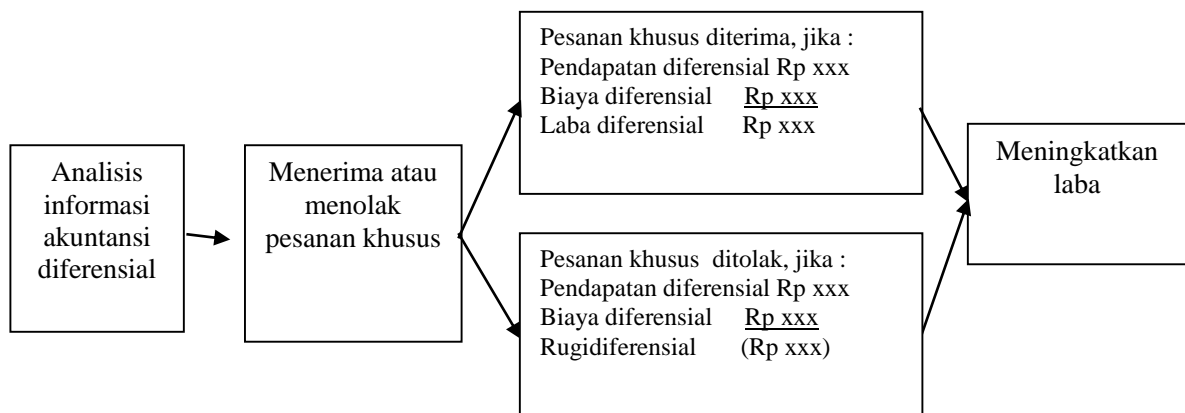 Analisis
informasi
akuntansi
diferensial
Menerima atau
menolak
pesanan khusus
Pesanan khusus diterima, jika :
Pendapatan diferensial Rp xxx
Biaya diferensial Rp xxx
Laba diferensial Rp xxx
Pesanan khusus ditolak, jika :
Pendapatan diferensial Rp xxx
Biaya diferensial Rp xxx
Rugidiferensial (Rp xxx)
Meningkatkan
laba